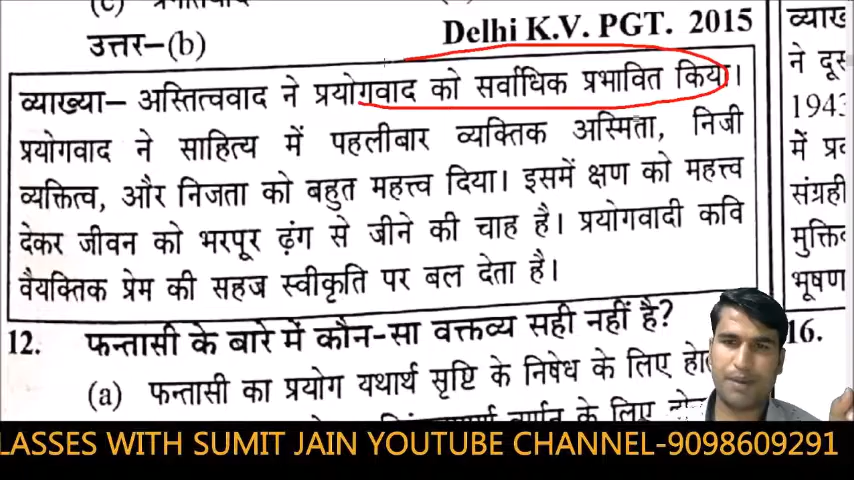 Delhi K.V. PGT. 2015
उत्तर–(b)
व्याख्या– अस्तित्ववाद ने प्रयोगवाद को सर्वाधिक प्रभावित किया।
प्रयोगवाद ने साहित्य में पहलीबार व्यक्तिक अस्मिता, निजी
व्यक्तित्व, और निजता को बहुत महत्त्व दिया। इसमें क्षण को महत्त्व
देकर जीवन को भरपूर ढ़ंग से जीने की चाह है। प्रयोगवादी कवि
वैयक्तिक प्रेम की सहज स्वीकृति पर बल देता है।
12. फन्तासी के बारे में कौन-सा वक्तव्य सही नहीं है?
(a) फन्तासी का प्रयोग यथार्थ सृष्टि के निषेध के लिए
ने दूस
1943
में प्र
संग्रही
मुक्ति
भूषण
16.
LASSES WITH SUMIT JAIN YOUTUBE CHANNEL-9098609291